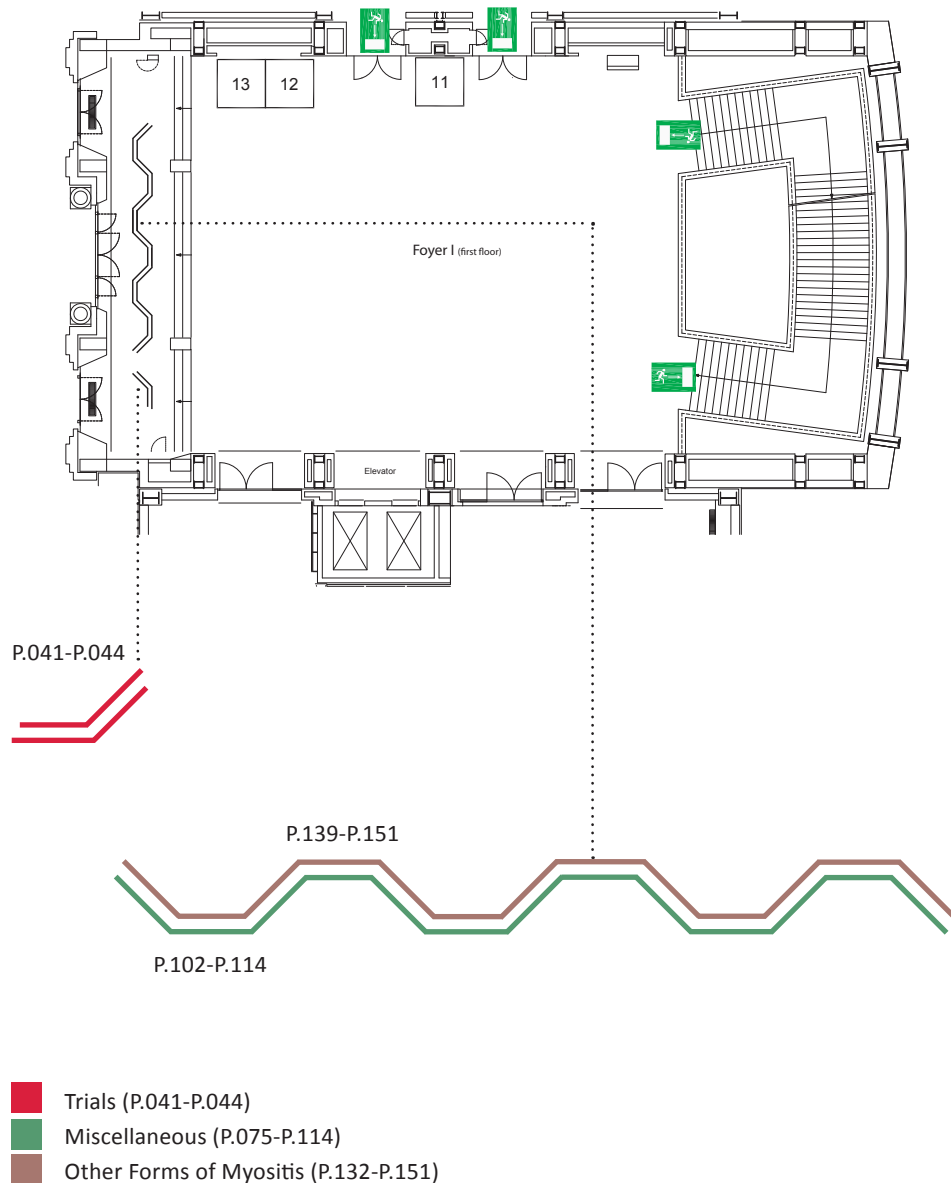 13
12
11
Foyer I (first floor)
Elevator
P.041-P.044
P.139-P.151
P.102-P.114
Trials (P.041-P.044)
Miscellaneous (P.075-P.114)
Other Forms of Myositis (P.132-P.151)